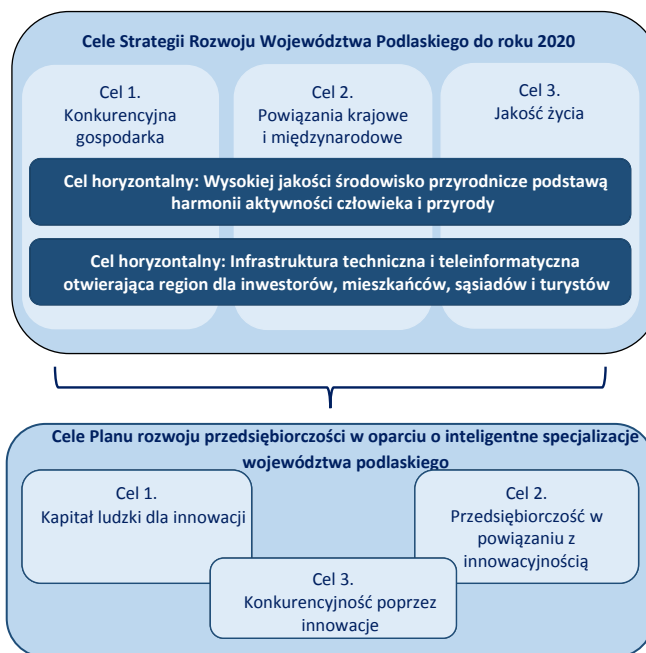 Cele Strategii Rozwoju Województwa Podlaskiego do roku 2020
Cel 1.
Konkurencyjna
gospodarka
Cel 2.
Powiązania krajowe
i międzynarodowe
Cel 3.
Jakość życia
Cel horyzontalny: Wysokiej jakości środowisko przyrodnicze podstawą
harmonii aktywności człowieka i przyrody
Cel horyzontalny: Infrastruktura techniczna i teleinformatyczna
otwierająca region dla inwestorów, mieszkańców, sąsiadów i turystów
Cele Planu rozwoju przedsiębiorczości w oparciu o inteligentne specjalizacje
województwa podlaskiego
Cel 1.
Kapitał ludzki dla innowacji
Cel 2.
Przedsiębiorczość w
powiązaniu z
innowacyjnością
Cel 3.
Konkurencyjność poprzez
innowacje